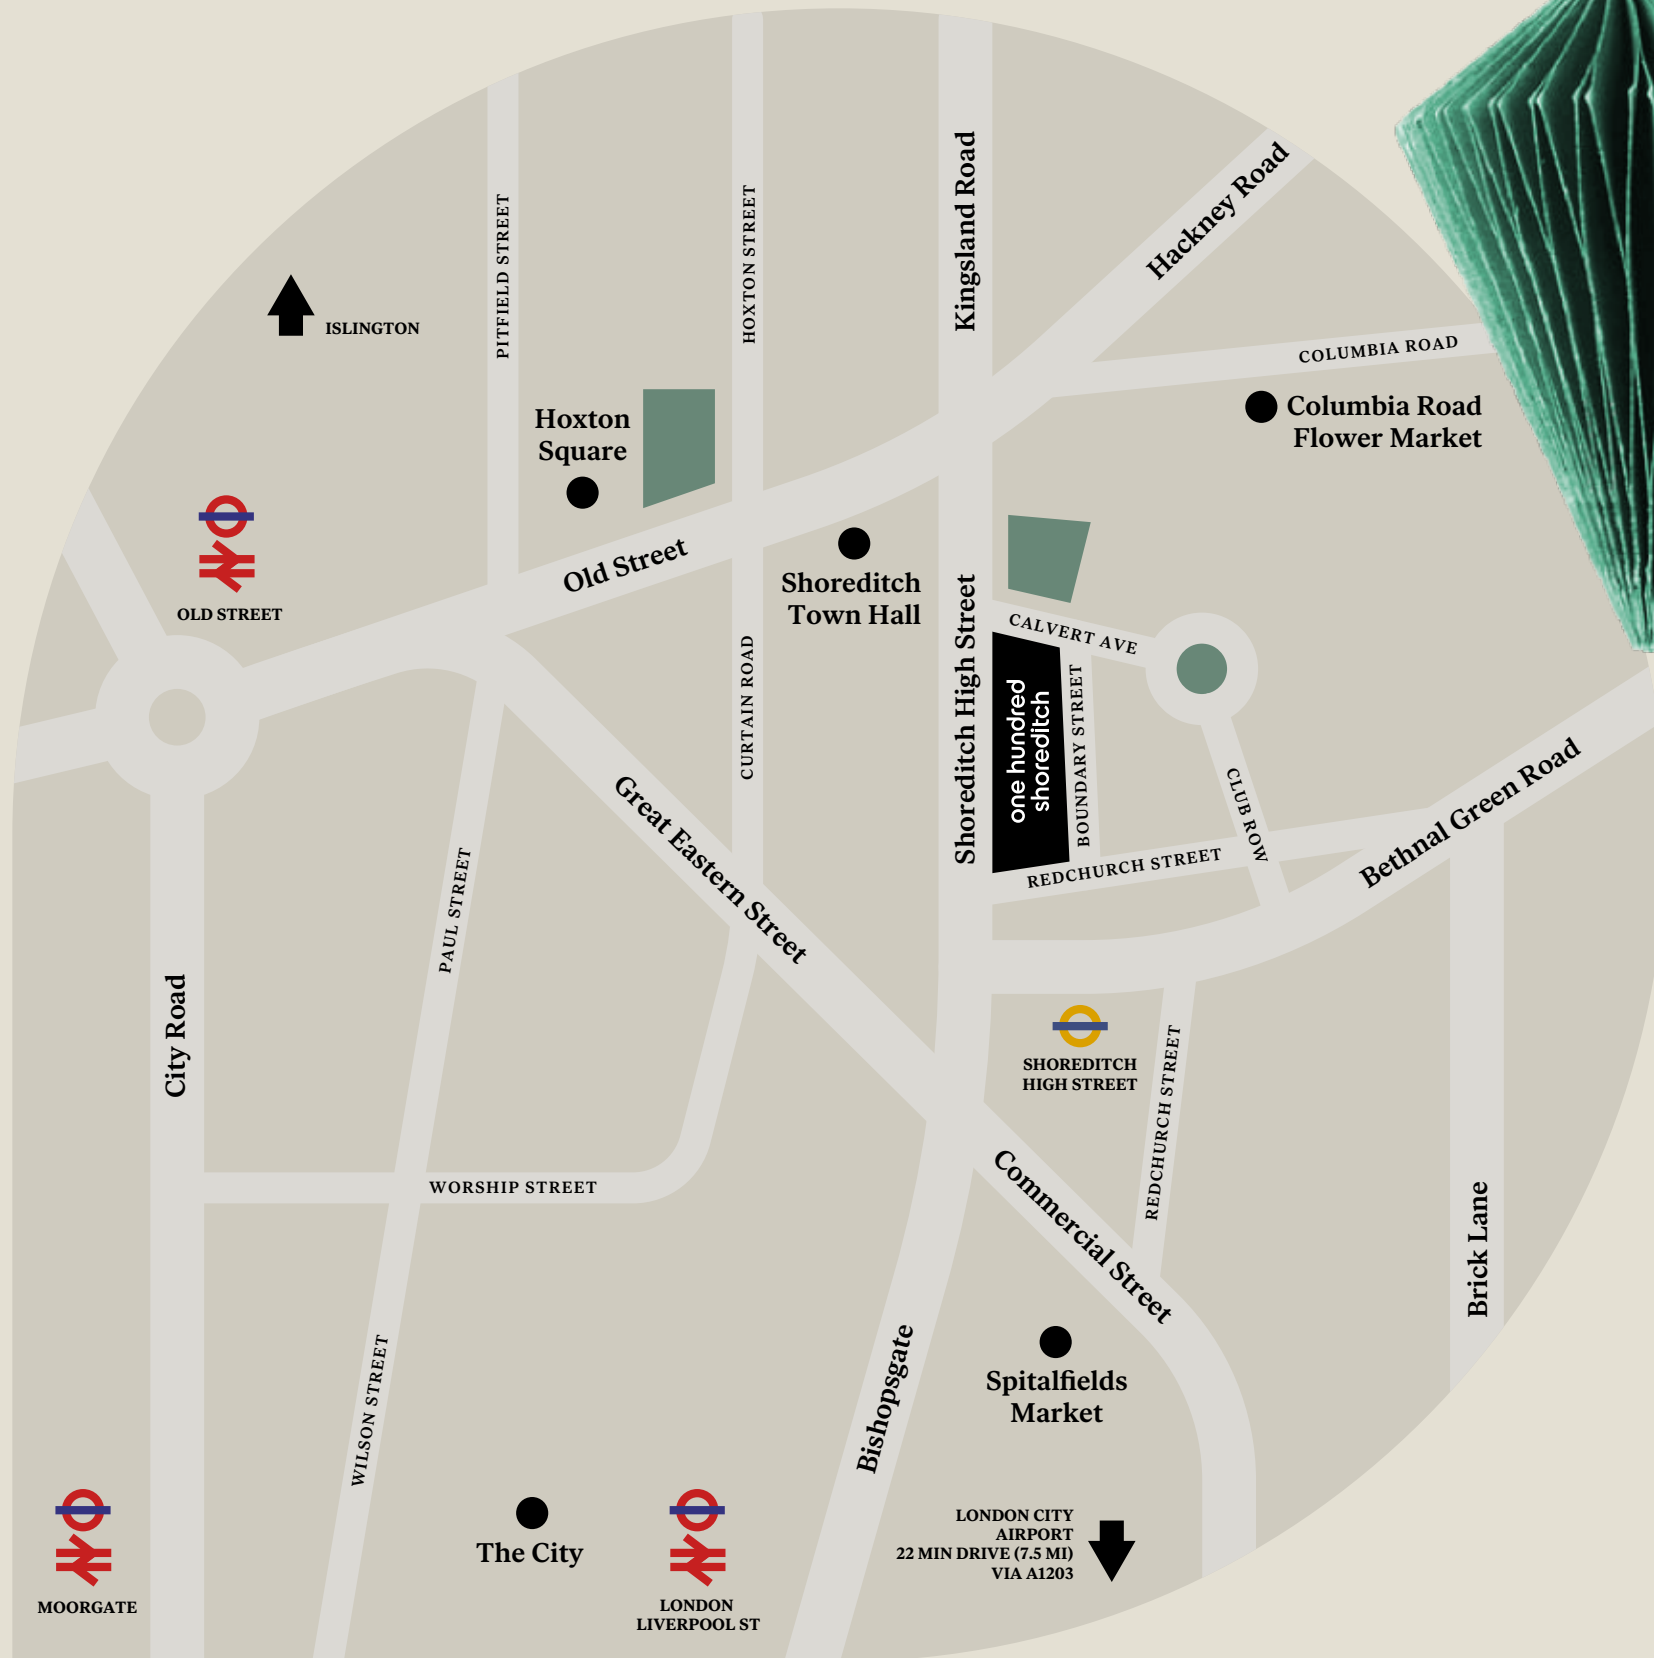 Kingsland Road
Hackney Road
PITFIELD STREET
HOXTON STREET
ISLINGTON
COLUMBIA ROAD
Columbia Road
Flower Market
Hoxton
Square
OLD STREET
Old Street
Shoreditch
Town Hall
CALVERT AVE
Shoreditch High Street
one hundred
shoreditch
BOUNDARY STREET
CURTAIN ROAD
CLUB ROW
Bethnal Green Road
REDCHURCH STREET
Great Eastern Street
PAUL STREET
City Road
SHOREDITCH
HIGH STREET
REDCHURCH STREET
WORSHIP STREET
Commercial Street
Brick Lane
WILSON STREET
Bishopsgate
Spitalfields
Market
The City
MOORGATE
LONDON
LIVERPOOL ST
LONDON CITY
AIRPORT
22 MIN DRIVE (7.5 MI)
VIA A1203